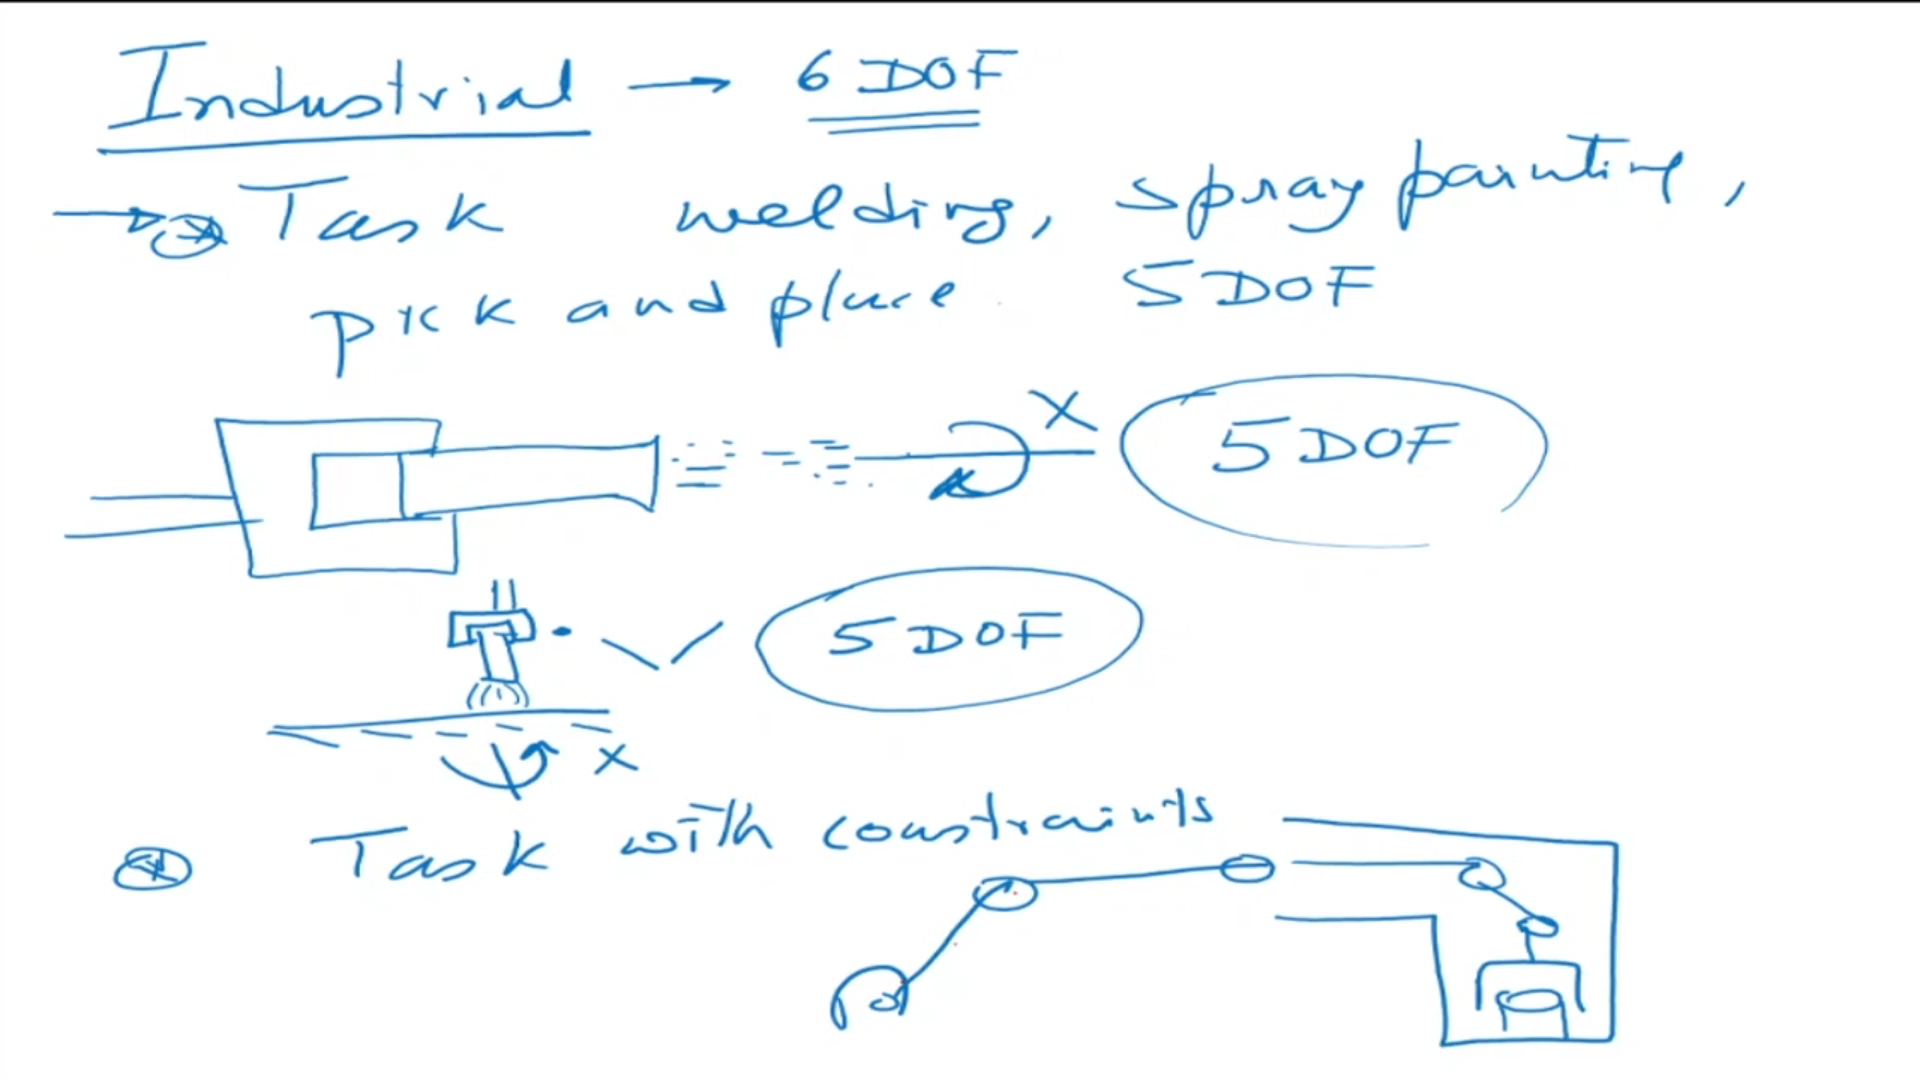 Industrial → 6 DOF
→ Task welding, spray painting,
pick and place. 5 DOF
X 5 DOF
5 DOF
X
Task with constraints